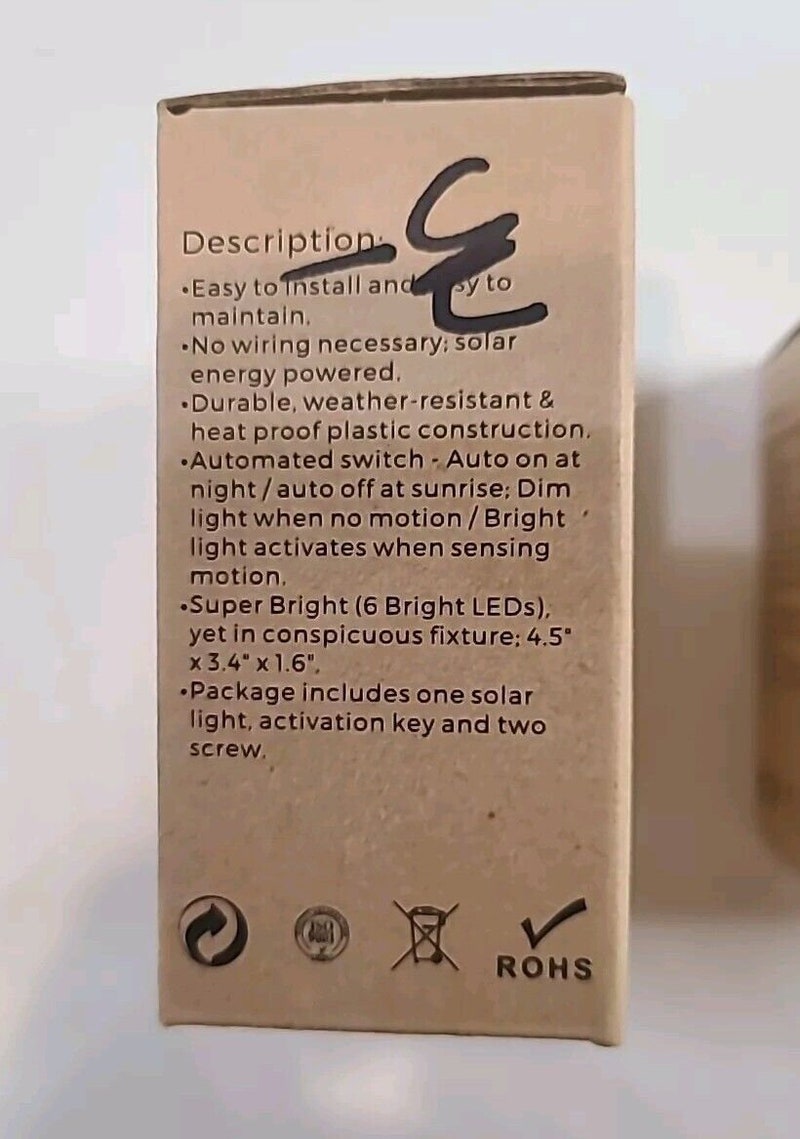 Description:
•Easy to install and sy to
maintain.
•No wiring necessary; solar
energy powered.
•Durable, weather-resistant &
heat proof plastic construction.
•Automated switch - Auto on at
night / auto off at sunrise; Dim
light when no motion / Bright
light activates when sensing
motion.
•Super Bright (6 Bright LEDs),
yet in conspicuous fixture; 4.5"
x 3.4" x 1.6".
•Package includes one solar
light, activation key and two
screw.
ROHS